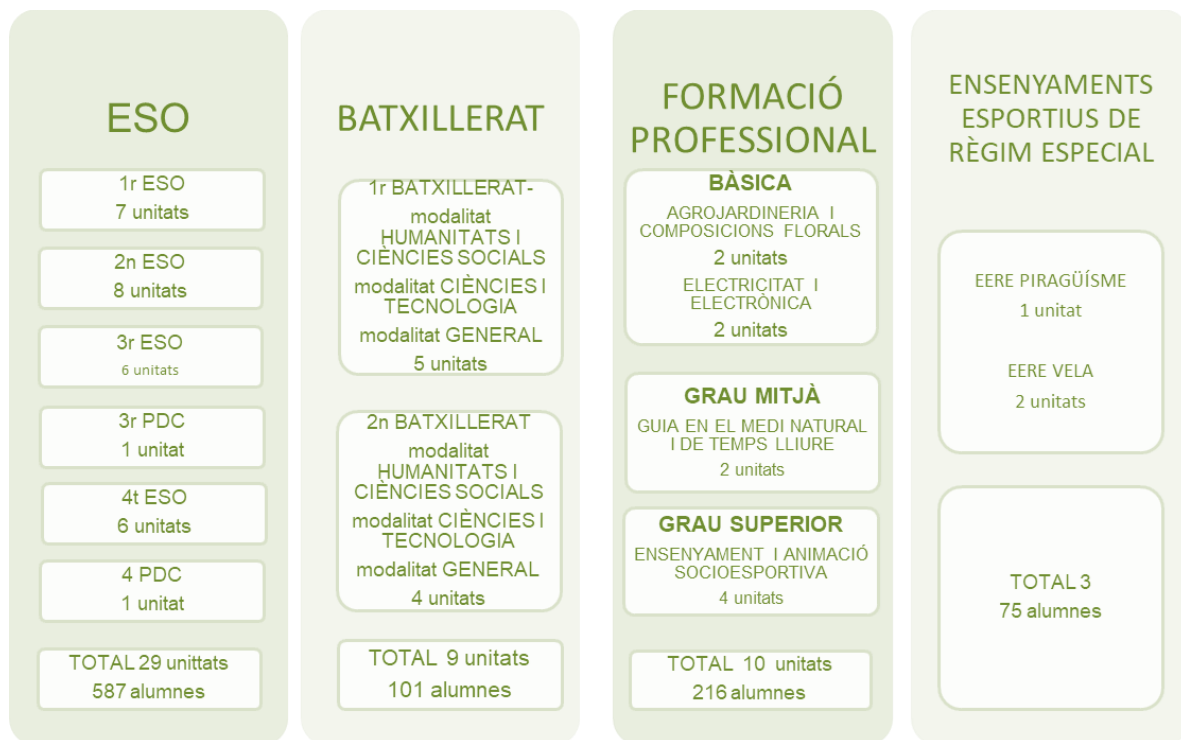 ESO
1r ESO
7 unitats
2n ESO
8 unitats
3r ESO
6 unitats
3r PDC
1 unitat
4t ESO
6 unitats
4 PDC
1 unitat
TOTAL 29 unittats
587 alumnes
BATXILLERAT
1r BATXILLERAT-
modalitat
HUMANITATS I
CIÈNCIES SOCIALS
modalitat CIÈNCIES I
TECNOLOGIA
modalitat GENERAL
5 unitats
2n BATXILLERAT
modalitat
HUMANITATS I
CIÈNCIES SOCIALS
modalitat CIÈNCIES I
TECNOLOGIA
modalitat GENERAL
4 unitats
TOTAL 9 unitats
101 alumnes
FORMACIÓ
PROFESSIONAL
BÀSICA
AGROJARDINERIA I
COMPOSICIONS FLORALS
2 unitats
ELECTRICITAT I
ELECTRÒNICA
2 unitats
GRAU MITJÀ
GUIA EN EL MEDI NATURAL
I DE TEMPS LLIURE
2 unitats
GRAU SUPERIOR
ENSENYAMENT I ANIMACIÓ
SOCIOESPORTIVA
4 unitats
TOTAL 10 unitats
216 alumnes
ENSENYAMENTS
ESPORTIUS DE
RÈGIM ESPECIAL
EERE PIRAGÜÍSME
1 unitat
EERE VELA
2 unitats
TOTAL 3
75 alumnes